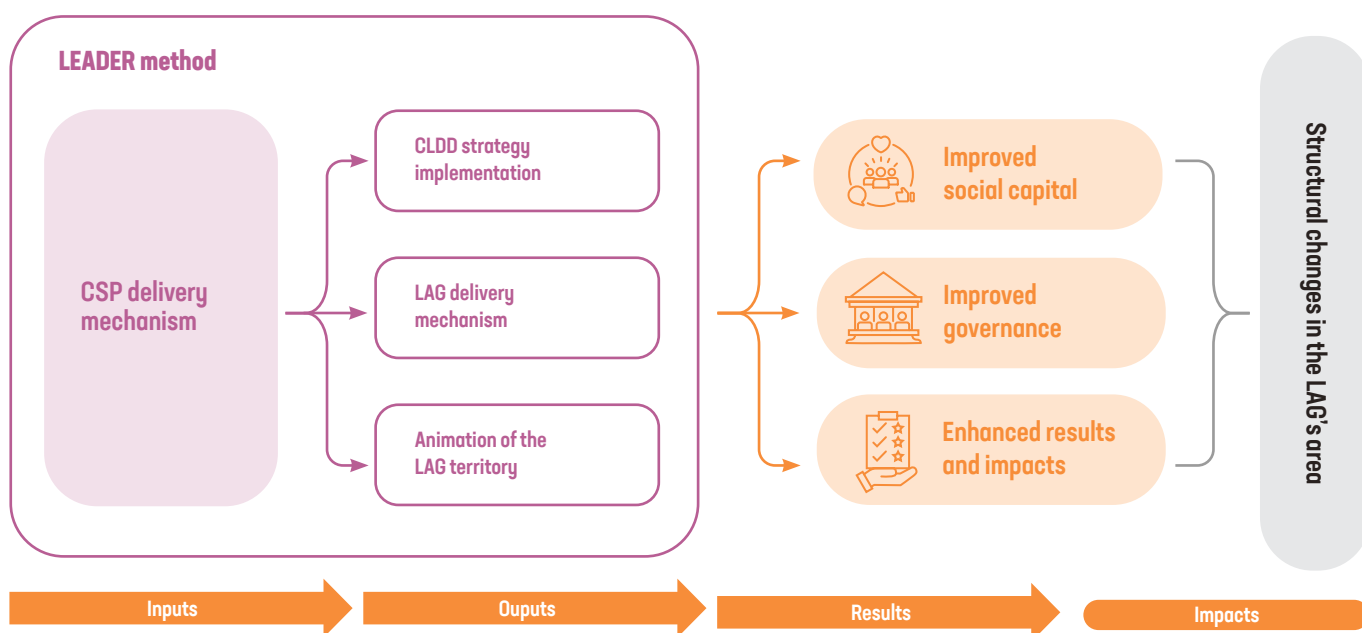 LEADER method
CSP delivery
mechanism
CLDD strategy
implementation
LAG delivery
mechanism
Animation of the
LAG territory
Improved
social capital
Improved
governance
Enhanced results
and impacts
Structural changes in the LAG's area
Inputs
Ouputs
Results
Impacts